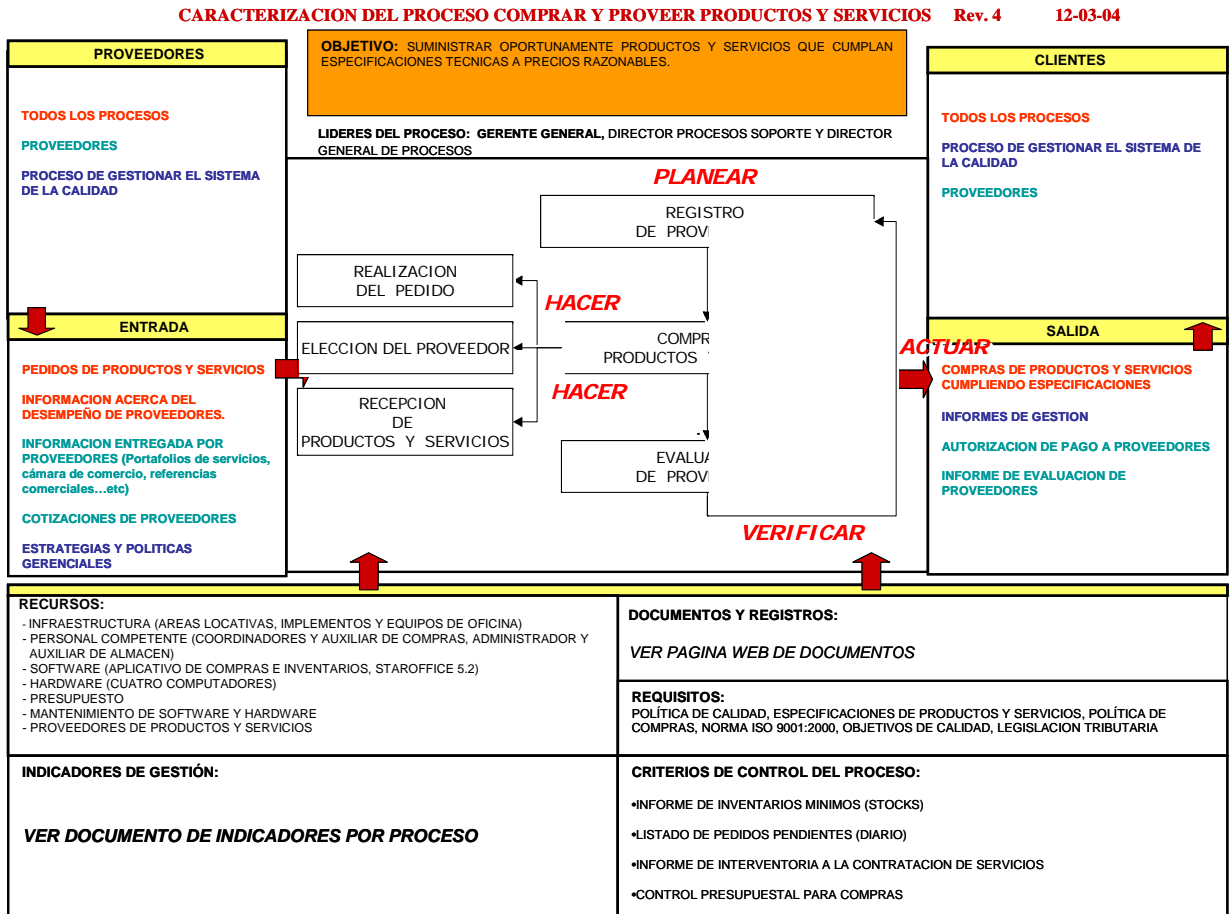 CARACTERIZACION DEL PROCESO COMPRAR Y PROVEER PRODUCTOS Y SERVICIOS Rev. 4 12-03-04
PROVEEDORES
TODOS LOS PROCESOS
PROVEEDORES
PROCESO DE GESTIONAR EL SISTEMA
DE LA CALIDAD
OBJETIVO: SUMINISTRAR OPORTUNAMENTE PRODUCTOS Y SERVICIOS QUE CUMPLAN
ESPECIFICACIONES TECNICAS A PRECIOS RAZONABLES.
LIDERES DEL PROCESO: GERENTE GENERAL, DIRECTOR PROCESOS SOPORTE Y DIRECTOR
GENERAL DE PROCESOS
CLIENTES
TODOS LOS PROCESOS
PROCESO DE GESTIONAR EL SISTEMA DE
LA CALIDAD
PROVEEDORES
PLANEAR
REGISTRO
DE PROV
REALIZACION
DEL PEDIDO
HACER
ELECCION DEL PROVEEDOR
COMPR
PRODUCTOS
HACER
RECEPCION
DE
PRODUCTOS Y SERVICIOS
EVALUA
DE PROV
VERIFICAR
ACTUAR
ENTRADA
PEDIDOS DE PRODUCTOS Y SERVICIOS
INFORMACION ACERCA DEL
DESEMPEÑO DE PROVEEDORES.
INFORMACION ENTREGADA POR
PROVEEDORES (Portafolios de servicios,
cámara de comercio, referencias
comerciales...etc)
COTIZACIONES DE PROVEEDORES
ESTRATEGIAS Y POLITICAS
GERENCIALES
SALIDA
COMPRAS DE PRODUCTOS Y SERVICIOS
CUMPLIENDO ESPECIFICACIONES
INFORMES DE GESTION
AUTORIZACION DE PAGO A PROVEEDORES
INFORME DE EVALUACION DE
PROVEEDORES
RECURSOS:
- INFRAESTRUCTURA (AREAS LOCATIVAS, IMPLEMENTOS Y EQUIPOS DE OFICINA)
- PERSONAL COMPETENTE (COORDINADORES Y AUXILIAR DE COMPRAS, ADMINISTRADOR Y
AUXILIAR DE ALMACEN)
- SOFTWARE (APLICATIVO DE COMPRAS E INVENTARIOS, STAROFFICE 5.2)
- HARDWARE (CUATRO COMPUTADORES)
- PRESUPUESTO
- MANTENIMIENTO DE SOFTWARE Y HARDWARE
- PROVEEDORES DE PRODUCTOS Y SERVICIOS
DOCUMENTOS Y REGISTROS:
VER PAGINA WEB DE DOCUMENTOS
REQUISITOS:
POLÍTICA DE CALIDAD, ESPECIFICACIONES DE PRODUCTOS Y SERVICIOS, POLÍTICA DE
COMPRAS, NORMA ISO 9001:2000, OBJETIVOS DE CALIDAD, LEGISLACION TRIBUTARIA
INDICADORES DE GESTIÓN:
VER DOCUMENTO DE INDICADORES POR PROCESO
CRITERIOS DE CONTROL DEL PROCESO:
•INFORME DE INVENTARIOS MINIMOS (STOCKS)
•LISTADO DE PEDIDOS PENDIENTES (DIARIO)
•INFORME DE INTERVENTORIA A LA CONTRATACION DE SERVICIOS
•CONTROL PRESUPUESTAL PARA COMPRAS